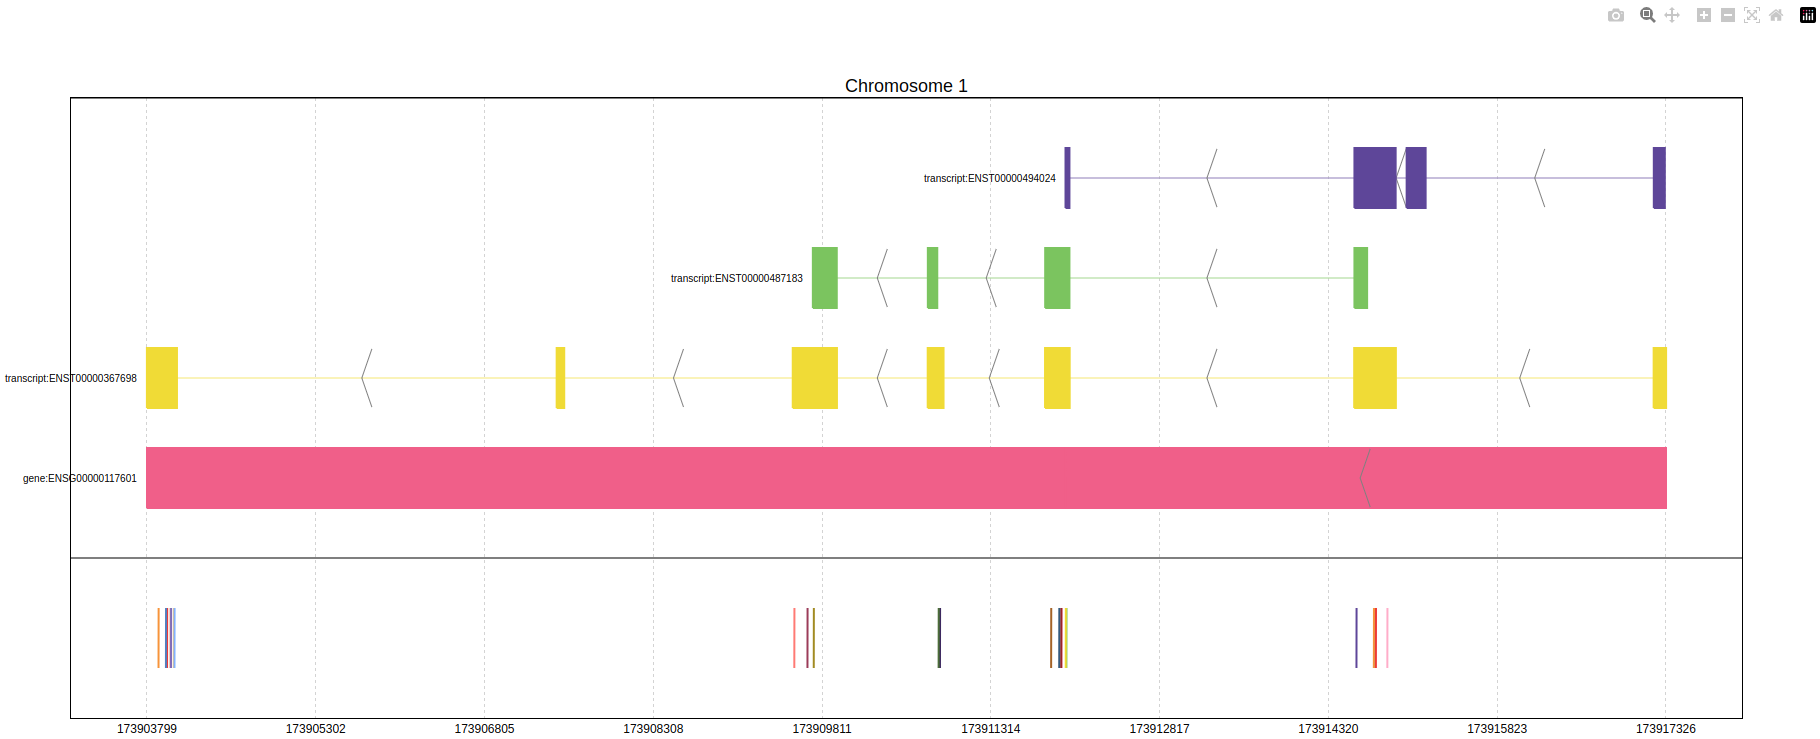 Chromosome 1
transcript:ENST00000494024
transcript:ENST00000487183
transcript:ENST00000367698
gene:ENSG00000117601
173903799 173905302 173906805 173908308 173909811 173911314 173912817 173914320 173915823 173917326